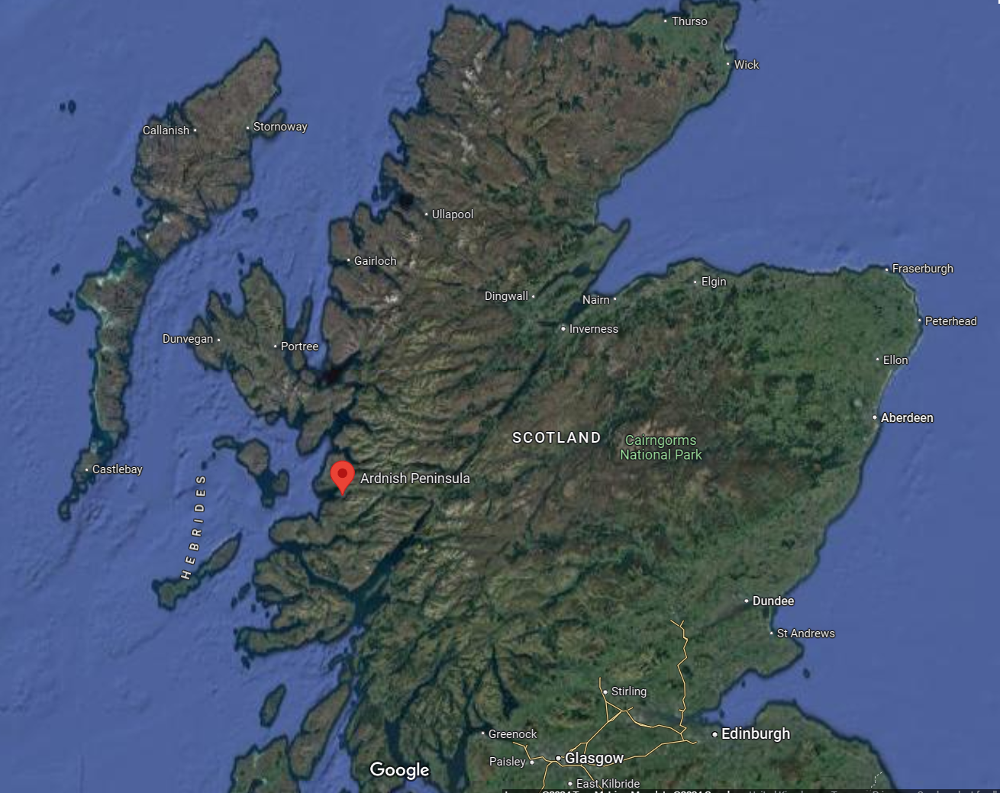 Thurso
Wick
Callanish
Stornoway
Ullapool
Gairloch
Fraserburgh
Elgin
Dingwall
Nairn
Peterhead
Inverness
Dunvegan
Portree
Ellon
Aberdeen
SCOTLAND
Cairngorms
National Park
Castlebay
Ardnish Peninsula
HEBRIDES
Dundee
St Andrews
Stirling
Greenock
Edinburgh
Paisley
Glasgow
Google
East Kilbride